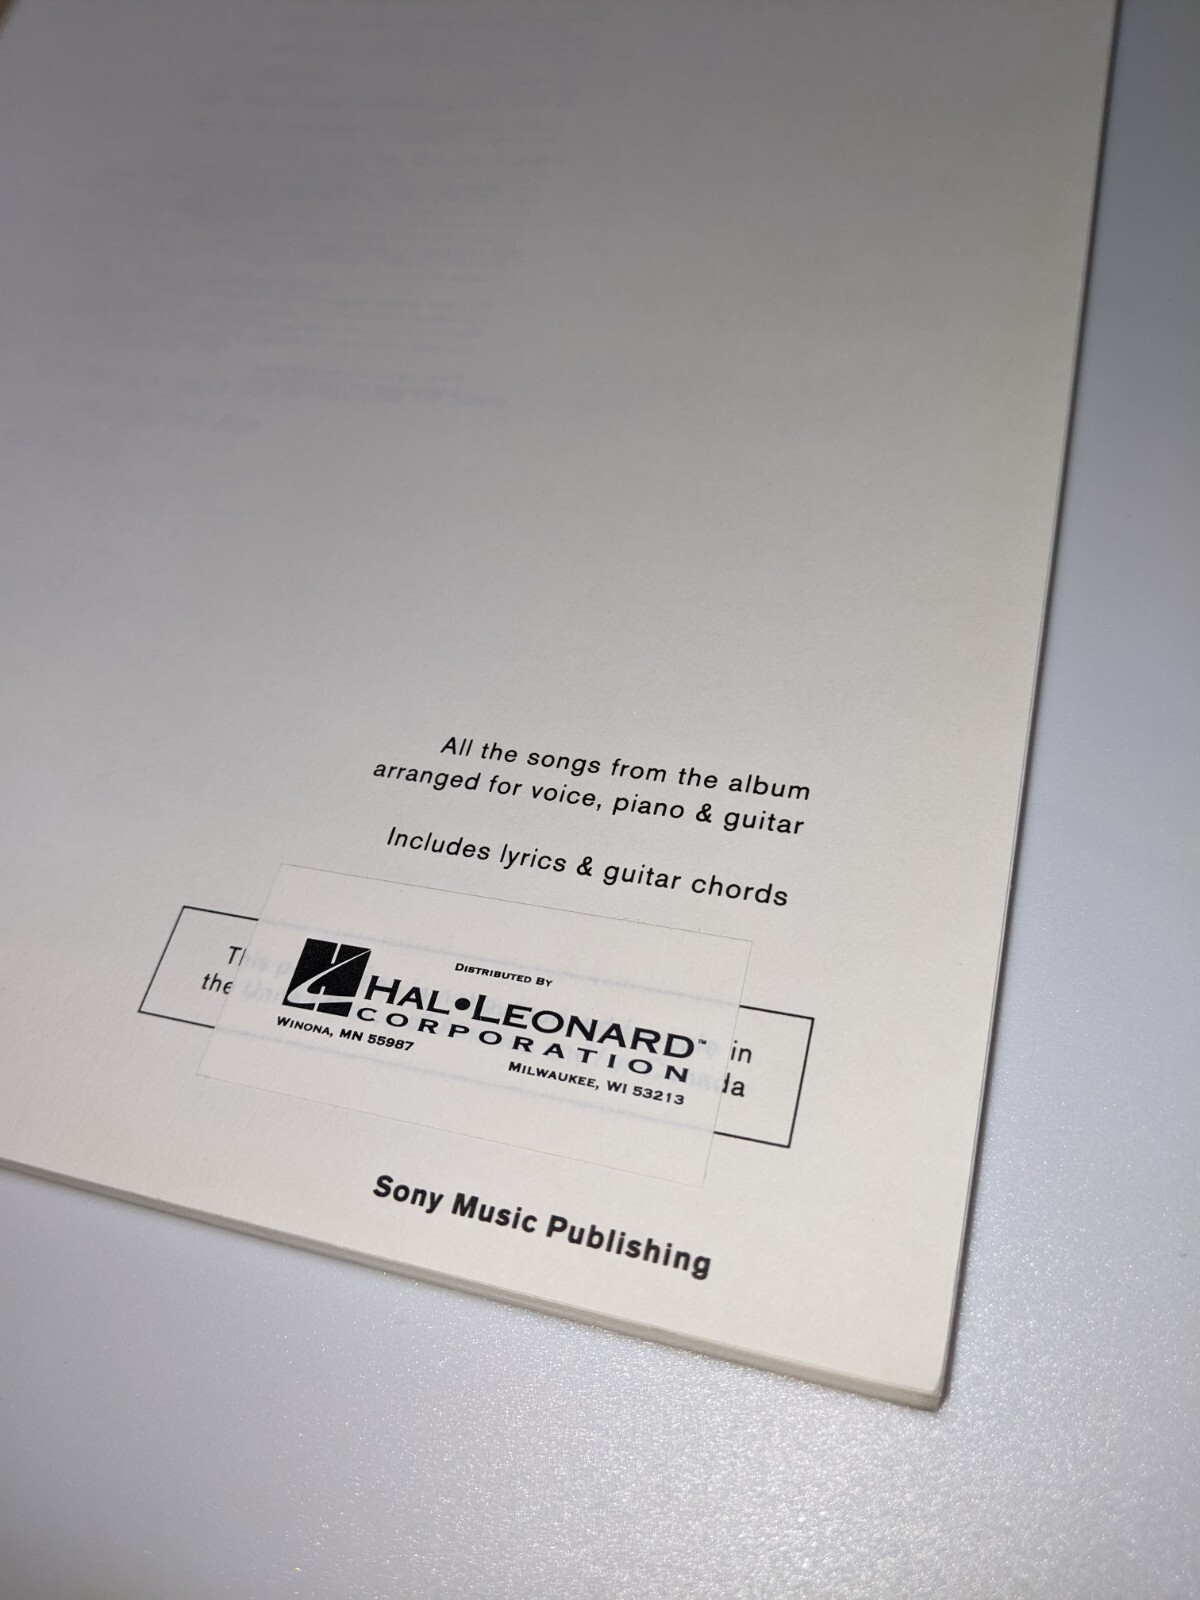 All the songs from the album
arranged for voice, piano & guitar
Includes lyrics & guitar chords
the
in
DISTRIBUTED BY
HAL•LEONARD™
CORPORATION
WINONA, MN 55987
MILWAUKEE, WI 53213
Sony Music Publishing